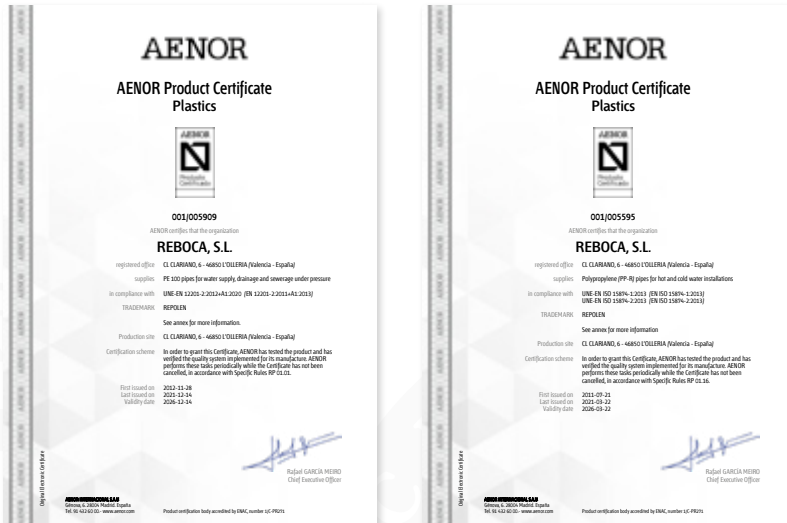 AENOR
AENOR Product Certificate
Plastics
AENOR
Producto
Certificado
001/005909
AENOR certifies that the organization
REBOCA, S.L.
registered office CL CLARIANO, 6 - 46850 L'OLLERIA (Valencia - España)
supplies PE 100 pipes for water supply, drainage and sewerage under pressure
in compliance with UNE-EN 12201-2:2012+A1:2020 (EN 12201-2:2011+A1:2013)
TRADEMARK REPOLEN
See annex for more information.
Production site CL CLARIANO, 6 - 46850 L'OLLERIA (Valencia - España)
Certification scheme In order to grant this Certificate, AENOR has tested the product and has
verified the quality system implemented for its manufacture. AENOR
performs these tasks periodically while the Certificate has not been
cancelled, in accordance with Specific Rules RP 01.01.
First issued on 2012-11-28
Last issued on 2021-12-14
Validity date 2026-12-14
Rafael GARCÍA MEIRO
Chief Executive Officer
Original Electronic Certificate
AENOR INTERNACIONAL S.A.U
Génova, 6. 28004 Madrid. España
Tel. 91 432 60 00.- www.aenor.com
Product certification body accredited by ENAC, number 1/C-PR271
AENOR
AENOR Product Certificate
Plastics
AENOR
Producto
Certificado
001/005595
AENOR certifies that the organization
REBOCA, S.L.
registered office CL CLARIANO, 6 - 46850 L'OLLERIA (Valencia - España)
supplies Polypropylene (PP-R) pipes for hot and cold water installations
in compliance with UNE-EN ISO 15874-1:2013 (EN ISO 15874-1:2013)
UNE-EN ISO 15874-2:2013 (EN ISO 15874-2:2013)
TRADEMARK REPOLEN
See annex for more information
Production site CL CLARIANO, 6 - 46850 L'OLLERIA (Valencia - España)
Certification scheme In order to grant this Certificate, AENOR has tested the product and has
verified the quality system implemented for its manufacture. AENOR
performs these tasks periodically while the Certificate has not been
cancelled, in accordance with Specific Rules RP 01.16.
First issued on 2011-07-21
Last issued on 2021-03-22
Validity date 2026-03-22
Rafael GARCÍA MEIRO
Chief Executive Officer
Original Electronic Certificate
AENOR INTERNACIONAL S.A.U
Génova, 6. 28004 Madrid. España
Tel. 91 432 60 00.- www.aenor.com
Product certification body accredited by ENAC, number 1/C-PR271